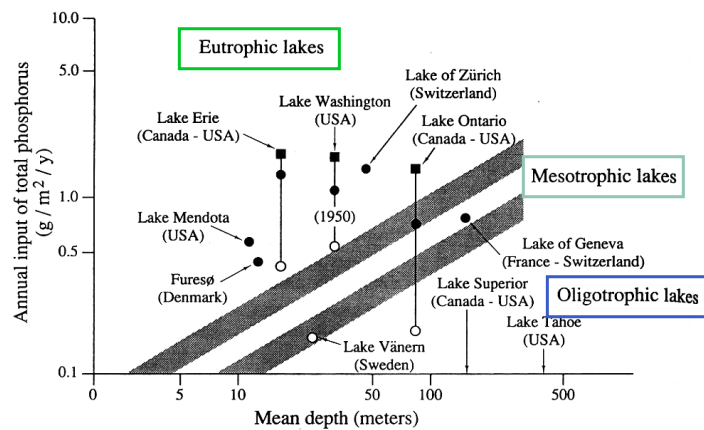 10.0
Eutrophic lakes
5.0
Lake of Zürich
(Switzerland)
Lake Washington
(USA)
Lake Erie
(Canada - USA)
Lake Ontario
(Canada - USA)
Mesotrophic lakes
1.0
(1950)
Lake Mendota
(USA)
0.5
Lake of Geneva
(France - Switzerland)
Furesø
(Denmark)
Lake Superior
(Canada - USA)
Oligotrophic lakes
Lake Tahoe
(USA)
Lake Vänern
(Sweden)
0.1
Annual input of total phosphorus
(g / m² / y)
0 5 10 50 100 500
Mean depth (meters)